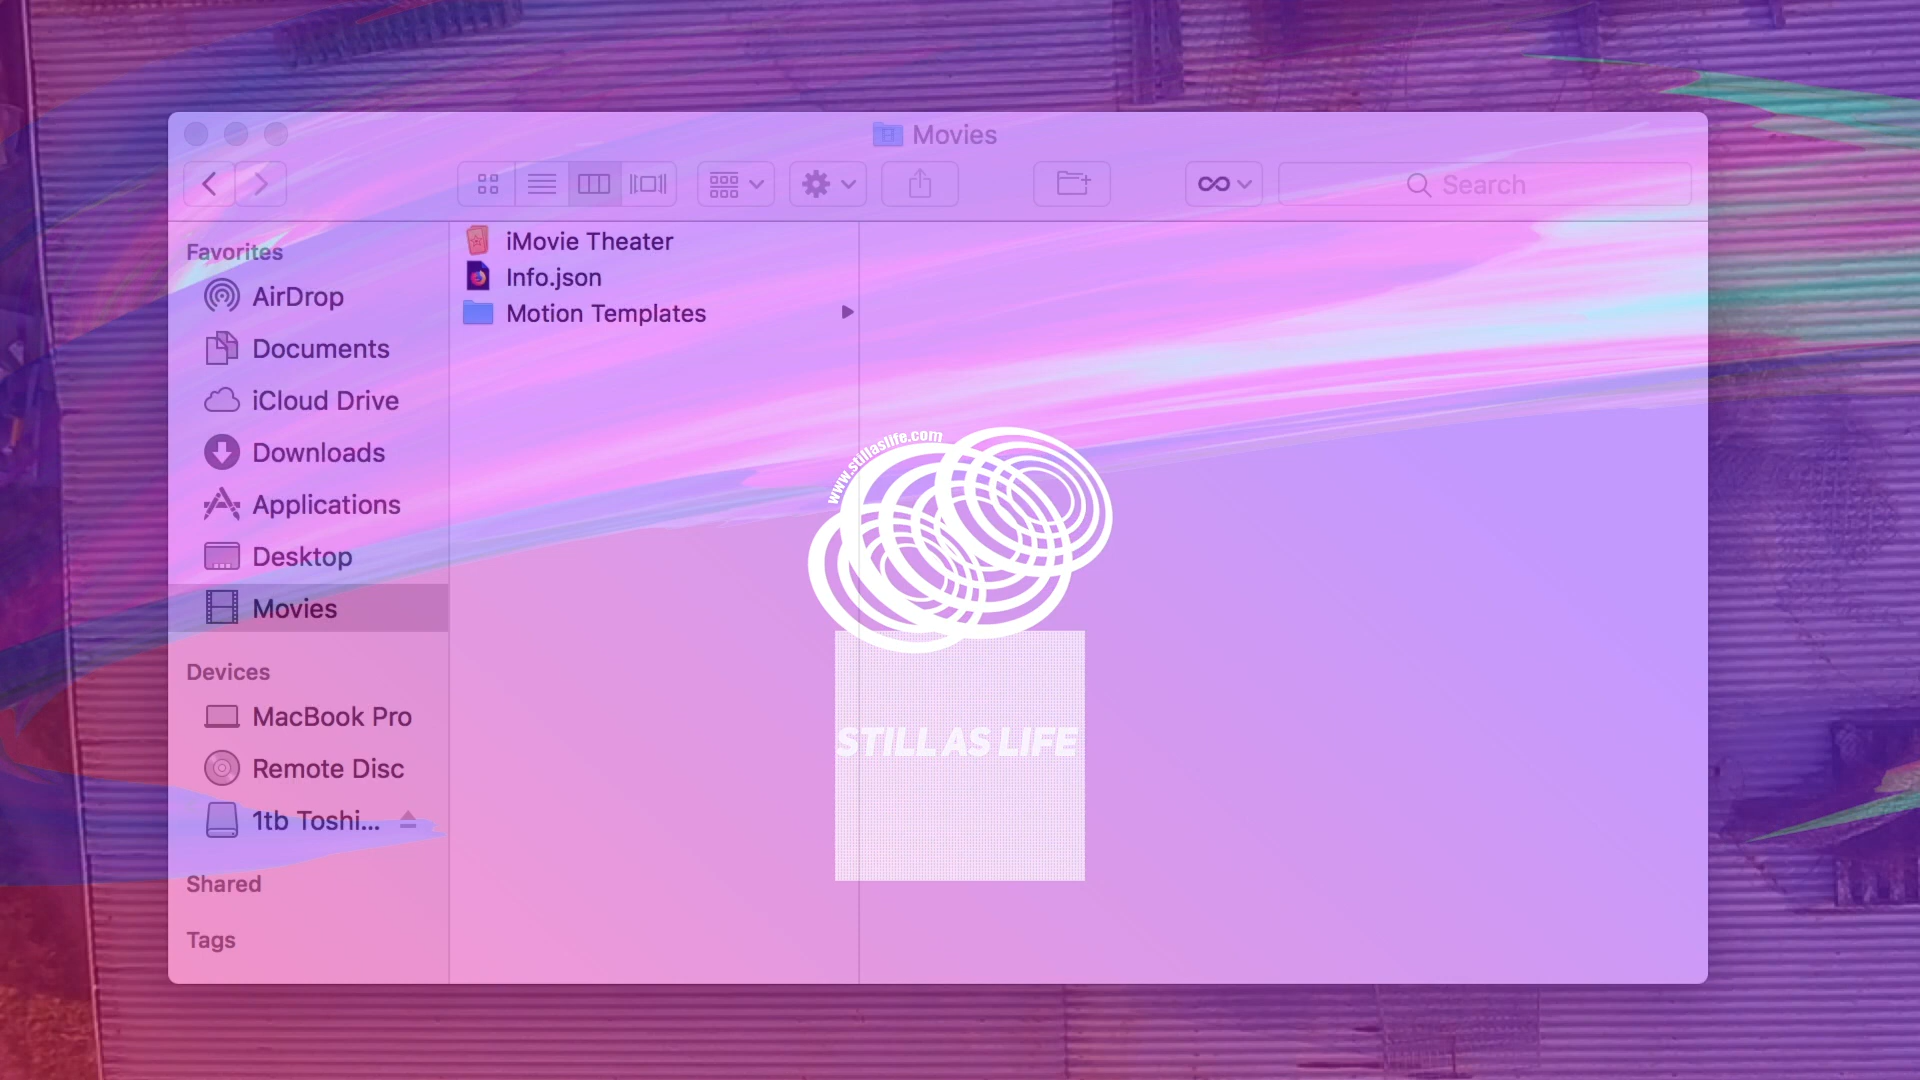 Movies
Search
Favorites
AirDrop
Documents
iCloud Drive
Downloads
Applications
Desktop
Movies
Devices
MacBook Pro
Remote Disc
1tb Toshi...
Shared
Tags
iMovie Theater
Info.json
Motion Templates
www.stillaslife.com
STILL AS LIFE